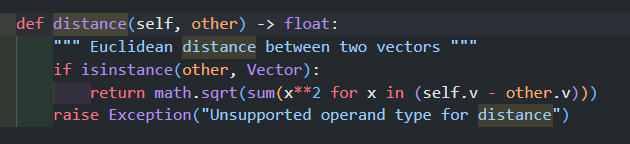 def distance(self, other) -> float:
    """ Euclidean distance between two vectors """
    if isinstance(other, Vector):
        return math.sqrt(sum(x**2 for x in (self.v - other.v)))
    raise Exception("Unsupported operand type for distance")